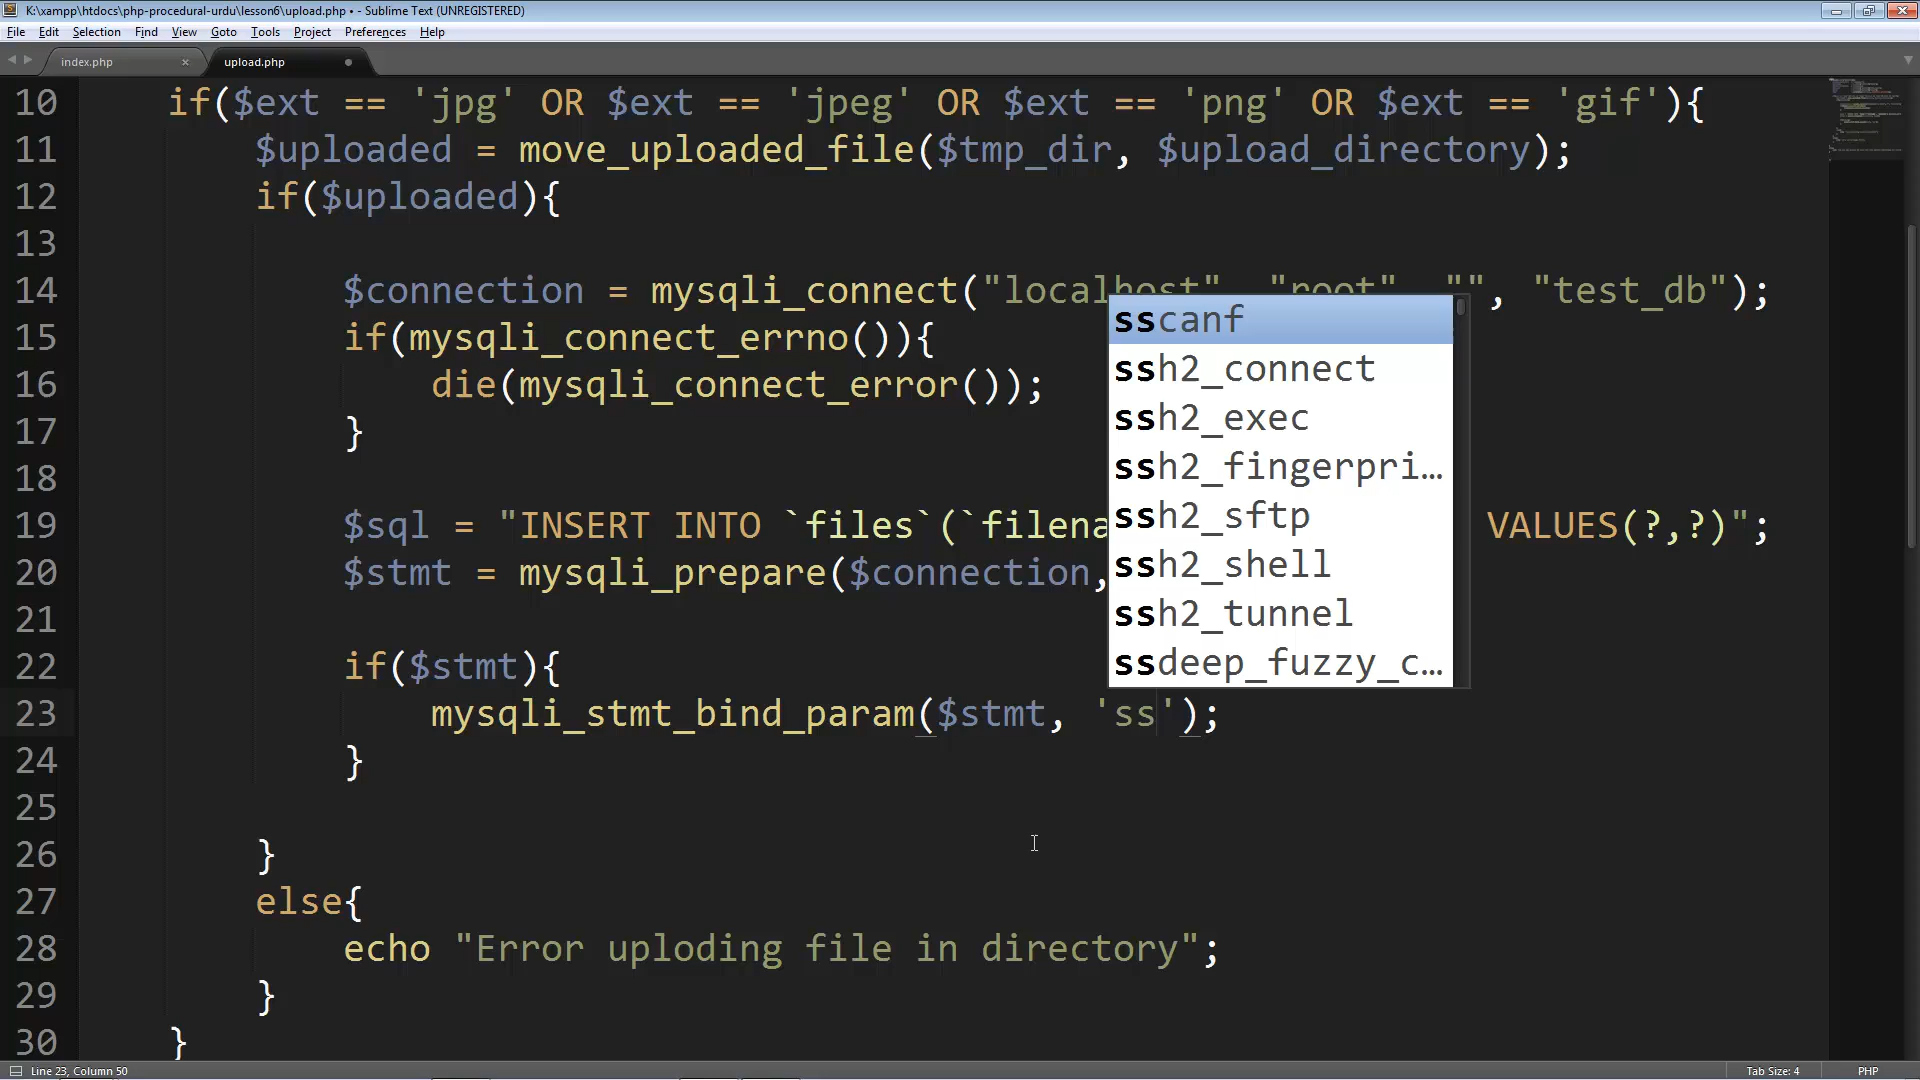 K:\xampp\htdocs\php-procedural-urdu\lesson6\upload.php • - Sublime Text (UNREGISTERED)
File Edit Selection Find View Goto Tools Project Preferences Help
index.php × upload.php
10 if($ext == 'jpg' OR $ext == 'jpeg' OR $ext == 'png' OR $ext == 'gif'){
11 $uploaded = move_uploaded_file($tmp_dir, $upload_directory);
12 if($uploaded){
13
14 $connection = mysqli_connect("localhost", "root", "", "test_db");
15 if(mysqli_connect_errno()){
16 die(mysqli_connect_error());
17 }
18
19 $sql = "INSERT INTO `files`(`filena VALUES(?,?)";
20 $stmt = mysqli_prepare($connection,
21
22 if($stmt){
23 mysqli_stmt_bind_param($stmt, 'ss');
24 }
25
26 }
27 else{
28 echo "Error uploding file in directory";
29 }
30 }
sscanf
ssh2_connect
ssh2_exec
ssh2_fingerpri…
ssh2_sftp
ssh2_shell
ssh2_tunnel
ssdeep_fuzzy_c…
Line 23, Column 50 Tab Size: 4 PHP